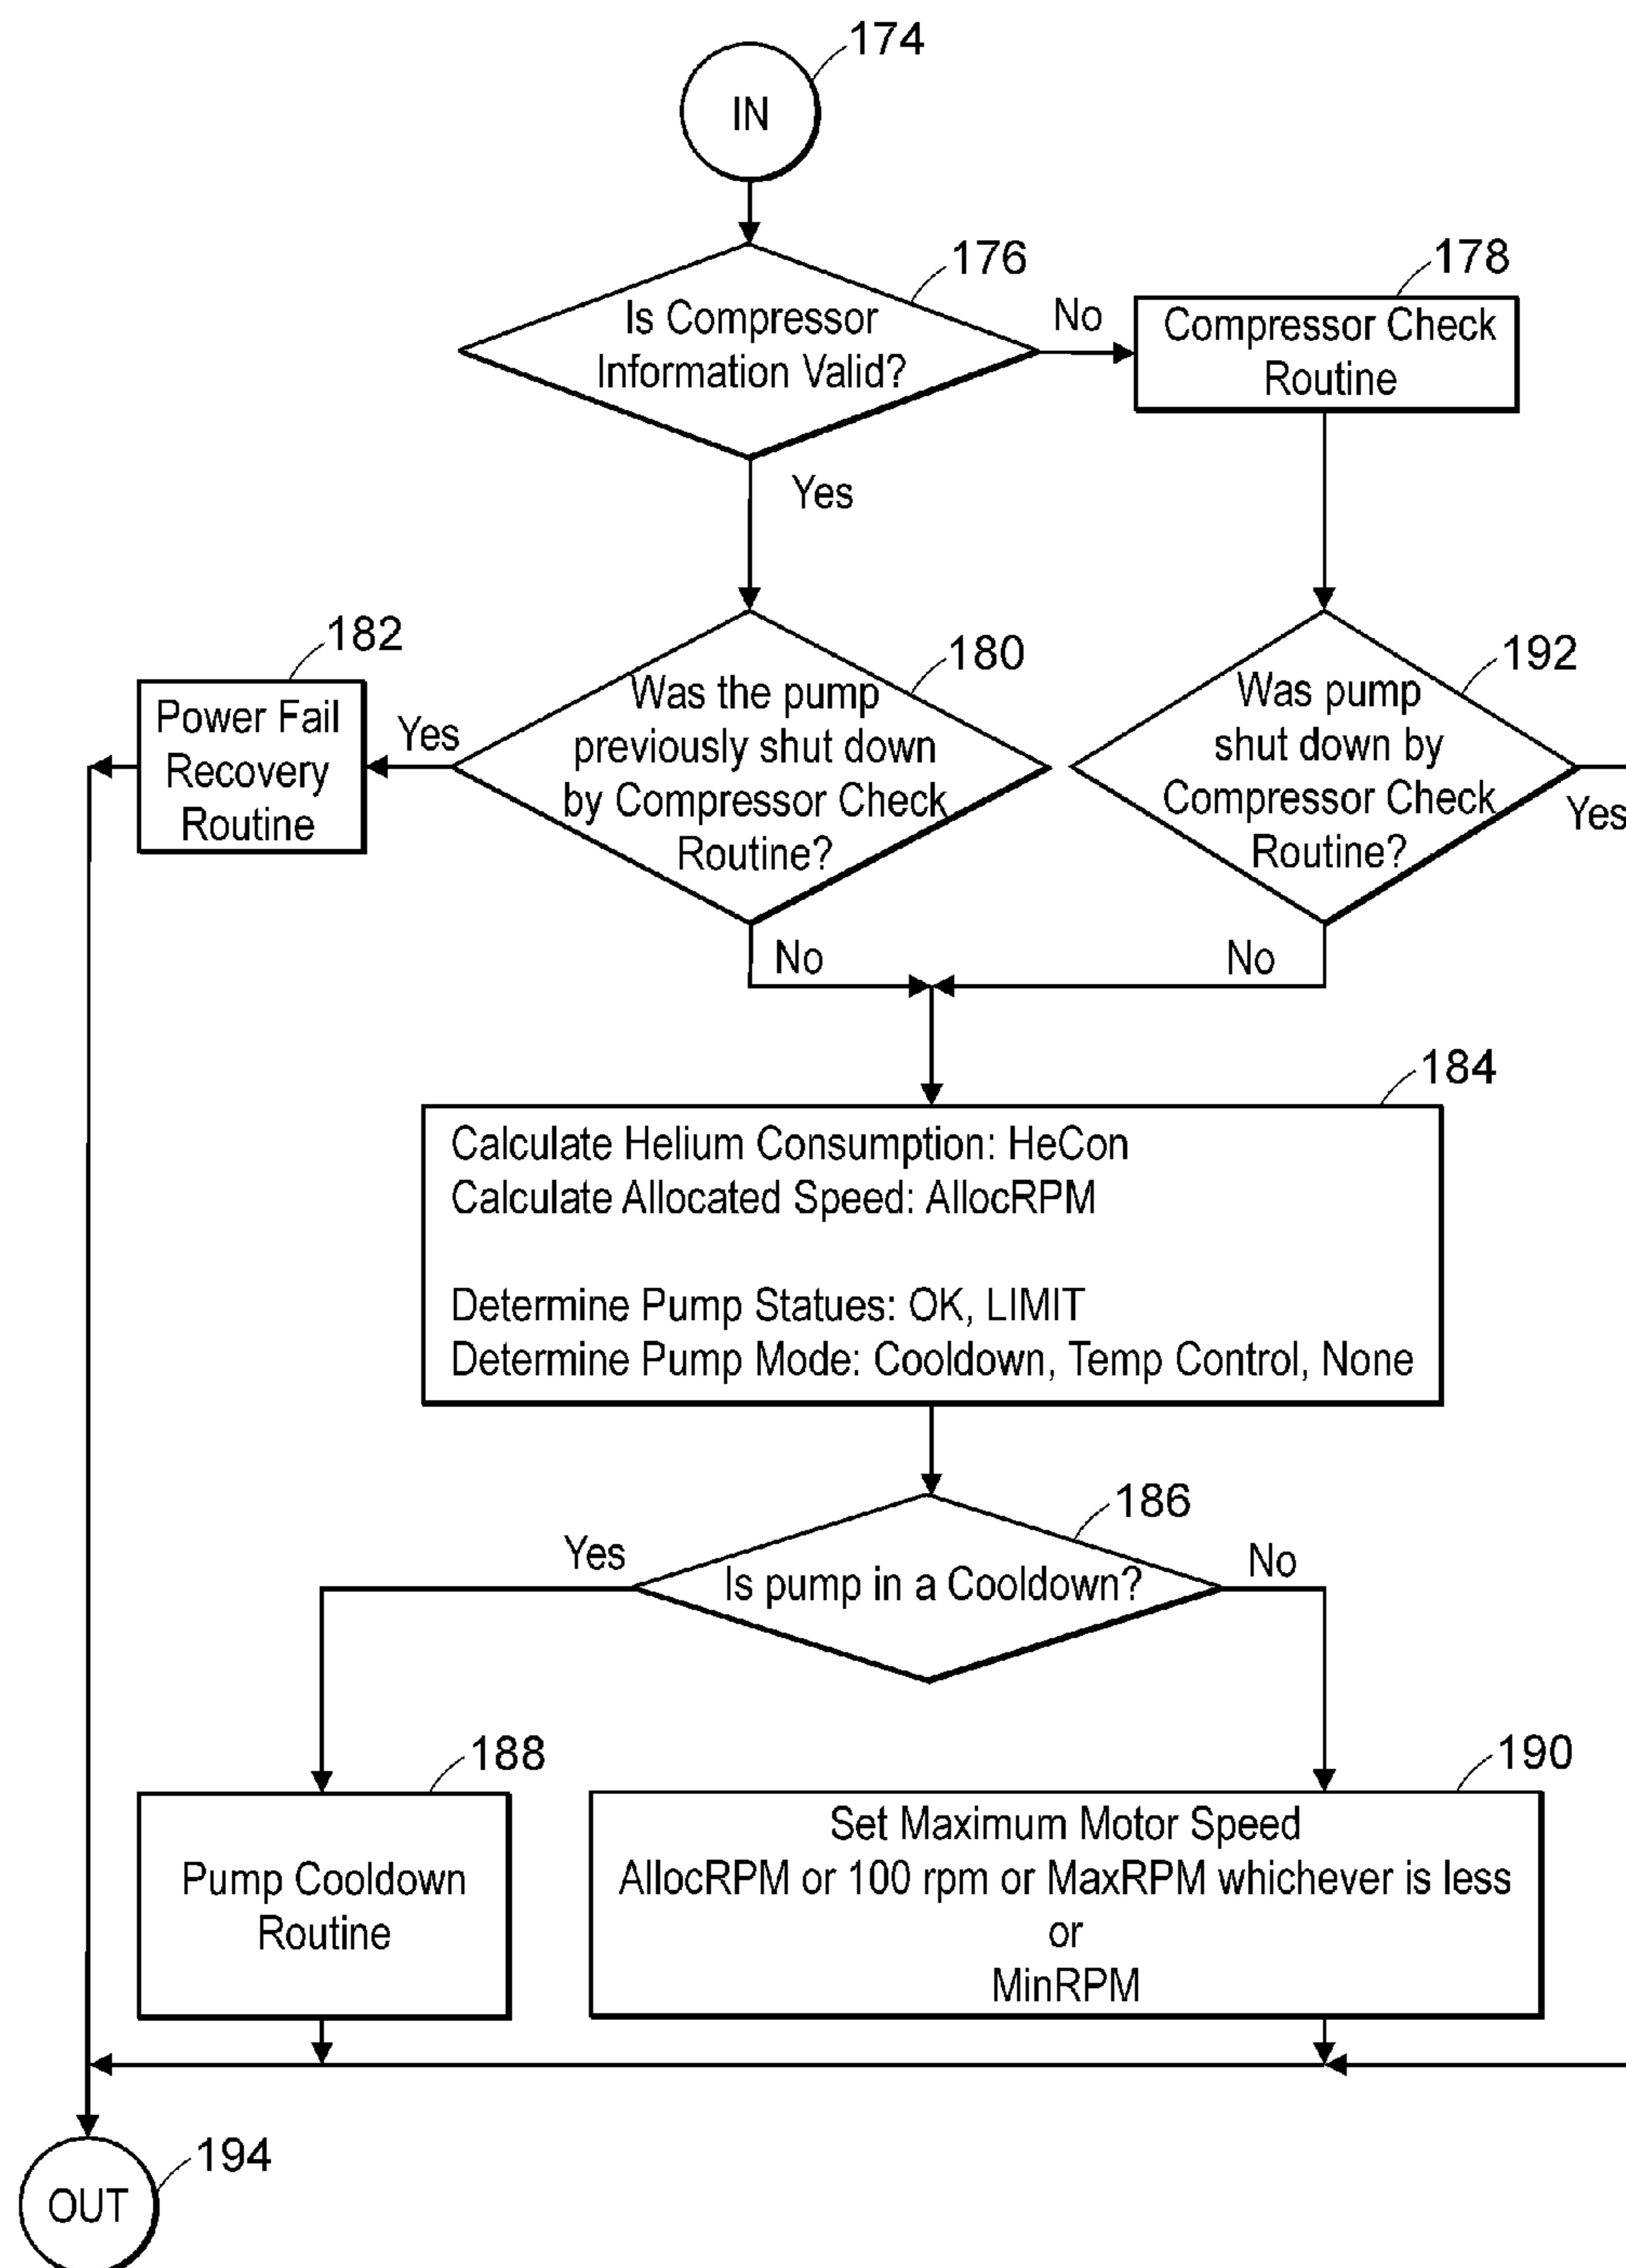 174
IN
176
Is Compressor
Information Valid?
No
178
Compressor Check
Routine
Yes
182
Power Fail
Recovery
Routine
Yes
180
Was the pump
previously shut down
by Compressor Check
Routine?
192
Was pump
shut down by
Compressor Check
Routine?
Yes
No
No
184
Calculate Helium Consumption: HeCon
Calculate Allocated Speed: AllocRPM
Determine Pump Statues: OK, LIMIT
Determine Pump Mode: Cooldown, Temp Control, None
186
Yes
Is pump in a Cooldown?
No
188
Pump Cooldown
Routine
190
Set Maximum Motor Speed
AllocRPM or 100 rpm or MaxRPM whichever is less
or
MinRPM
194
OUT